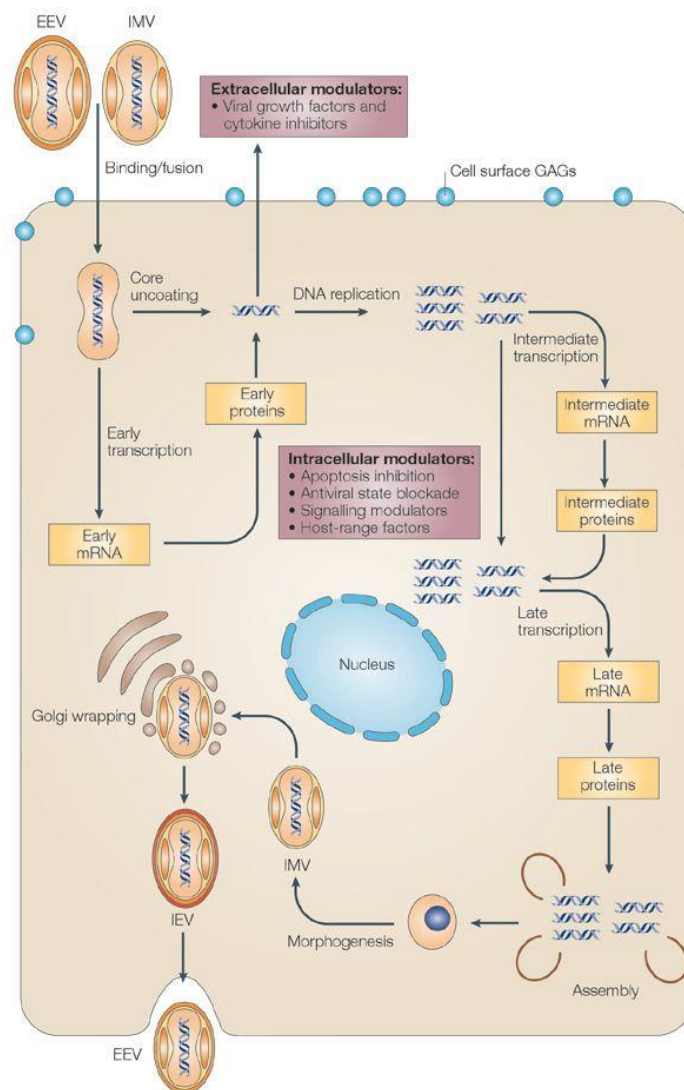 EEV
IMV
Extracellular modulators:
• Viral growth factors and
cytokine inhibitors
Binding/fusion
Cell surface GAGs
Core
uncoating
DNA replication
Intermediate
transcription
Early
proteins
Intermediate
mRNA
Early
transcription
Intracellular modulators:
• Apoptosis inhibition
• Antiviral state blockade
• Signalling modulators
• Host-range factors
Intermediate
proteins
Early
mRNA
Late
transcription
Nucleus
Late
mRNA
Golgi wrapping
Late
proteins
IMV
IEV
Morphogenesis
Assembly
EEV